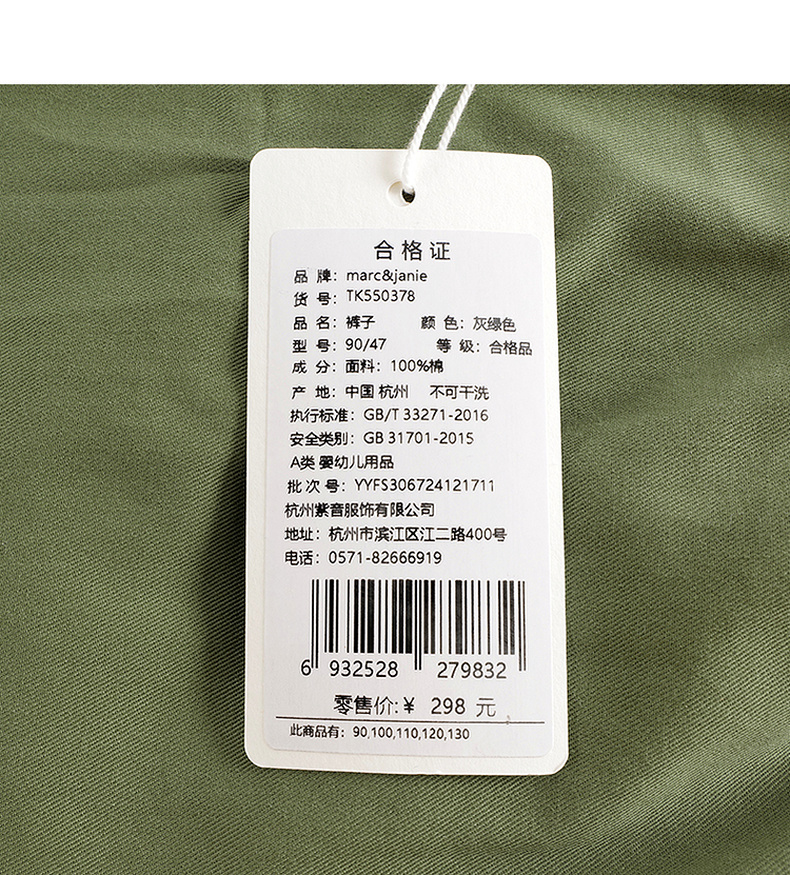 合格证
品 牌：marc&janie
货 号：TK550378
品 名：裤子 颜 色：灰绿色
型 号：90/47 等 级：合格品
成 分：面料：100%棉
产 地：中国 杭州 不可干洗
执行标准：GB/T 33271-2016
安全类别：GB 31701-2015
A类 婴幼儿用品
批 次 号：YYFS306724121711
杭州紫音服饰有限公司
地址：杭州市滨江区江二路400号
电话：0571-82666919
6 932528 279832
零售价:￥ 298 元
此商品有：90,100,110,120,130